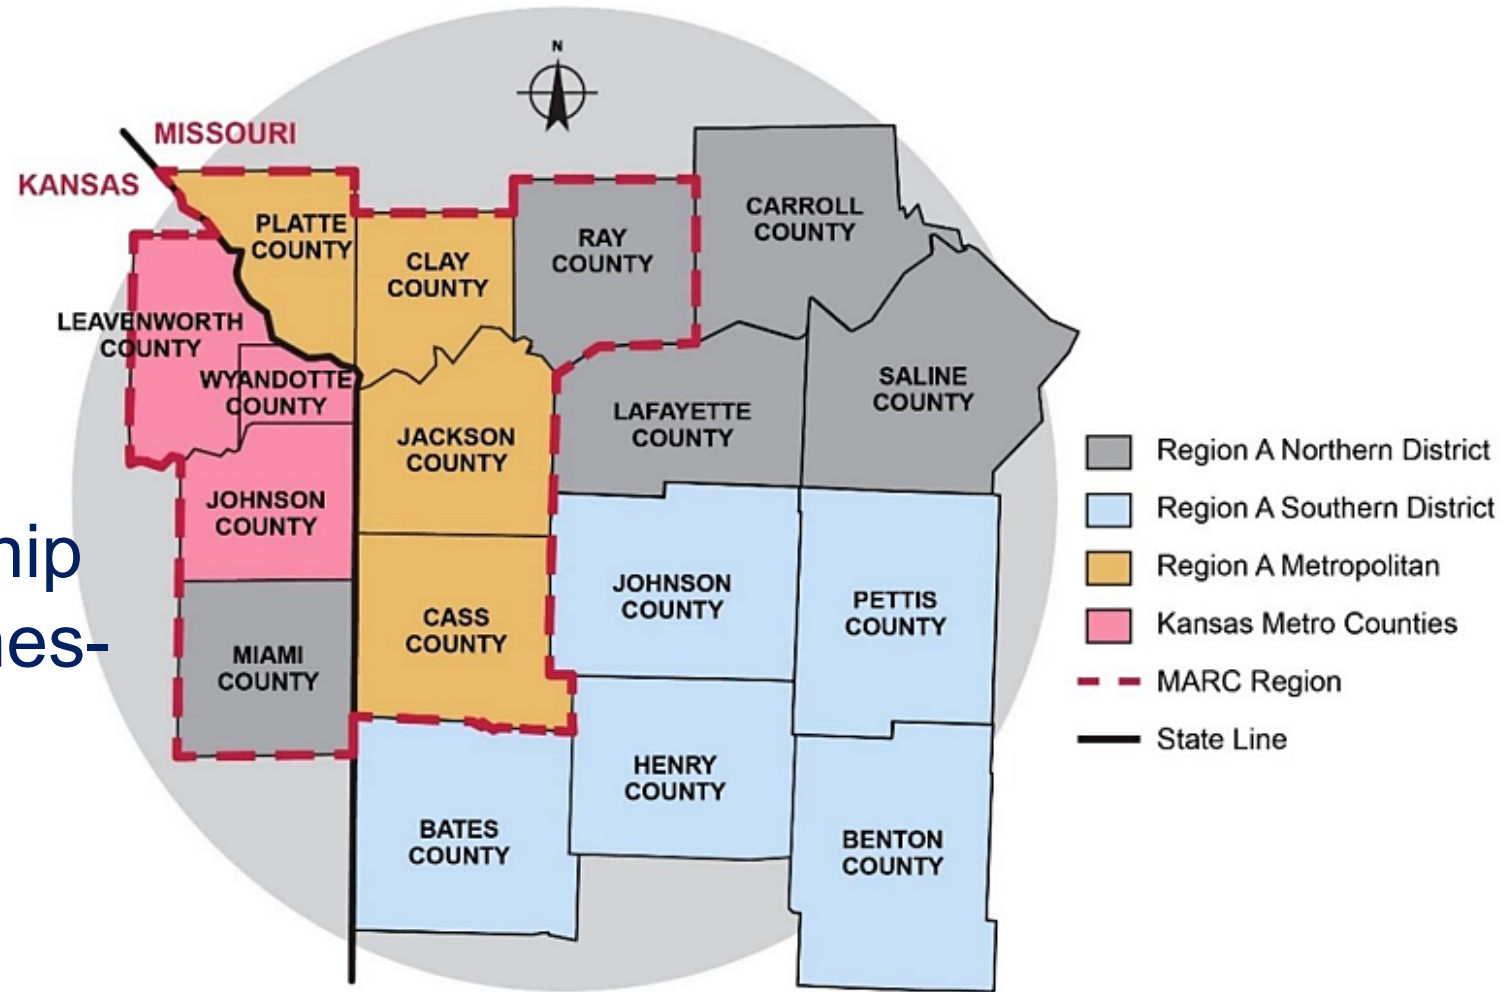 N
MISSOURI
KANSAS
PLATTE
COUNTY
CLAY
COUNTY
RAY
COUNTY
CARROLL
COUNTY
LEAVENWORTH
COUNTY
WYANDOTTE
COUNTY
JACKSON
COUNTY
LAFAYETTE
COUNTY
SALINE
COUNTY
JOHNSON
COUNTY
MIAMI
COUNTY
CASS
COUNTY
JOHNSON
COUNTY
PETTIS
COUNTY
HENRY
COUNTY
BATES
COUNTY
BENTON
COUNTY
Region A Northern District
Region A Southern District
Region A Metropolitan
Kansas Metro Counties
MARC Region
State Line